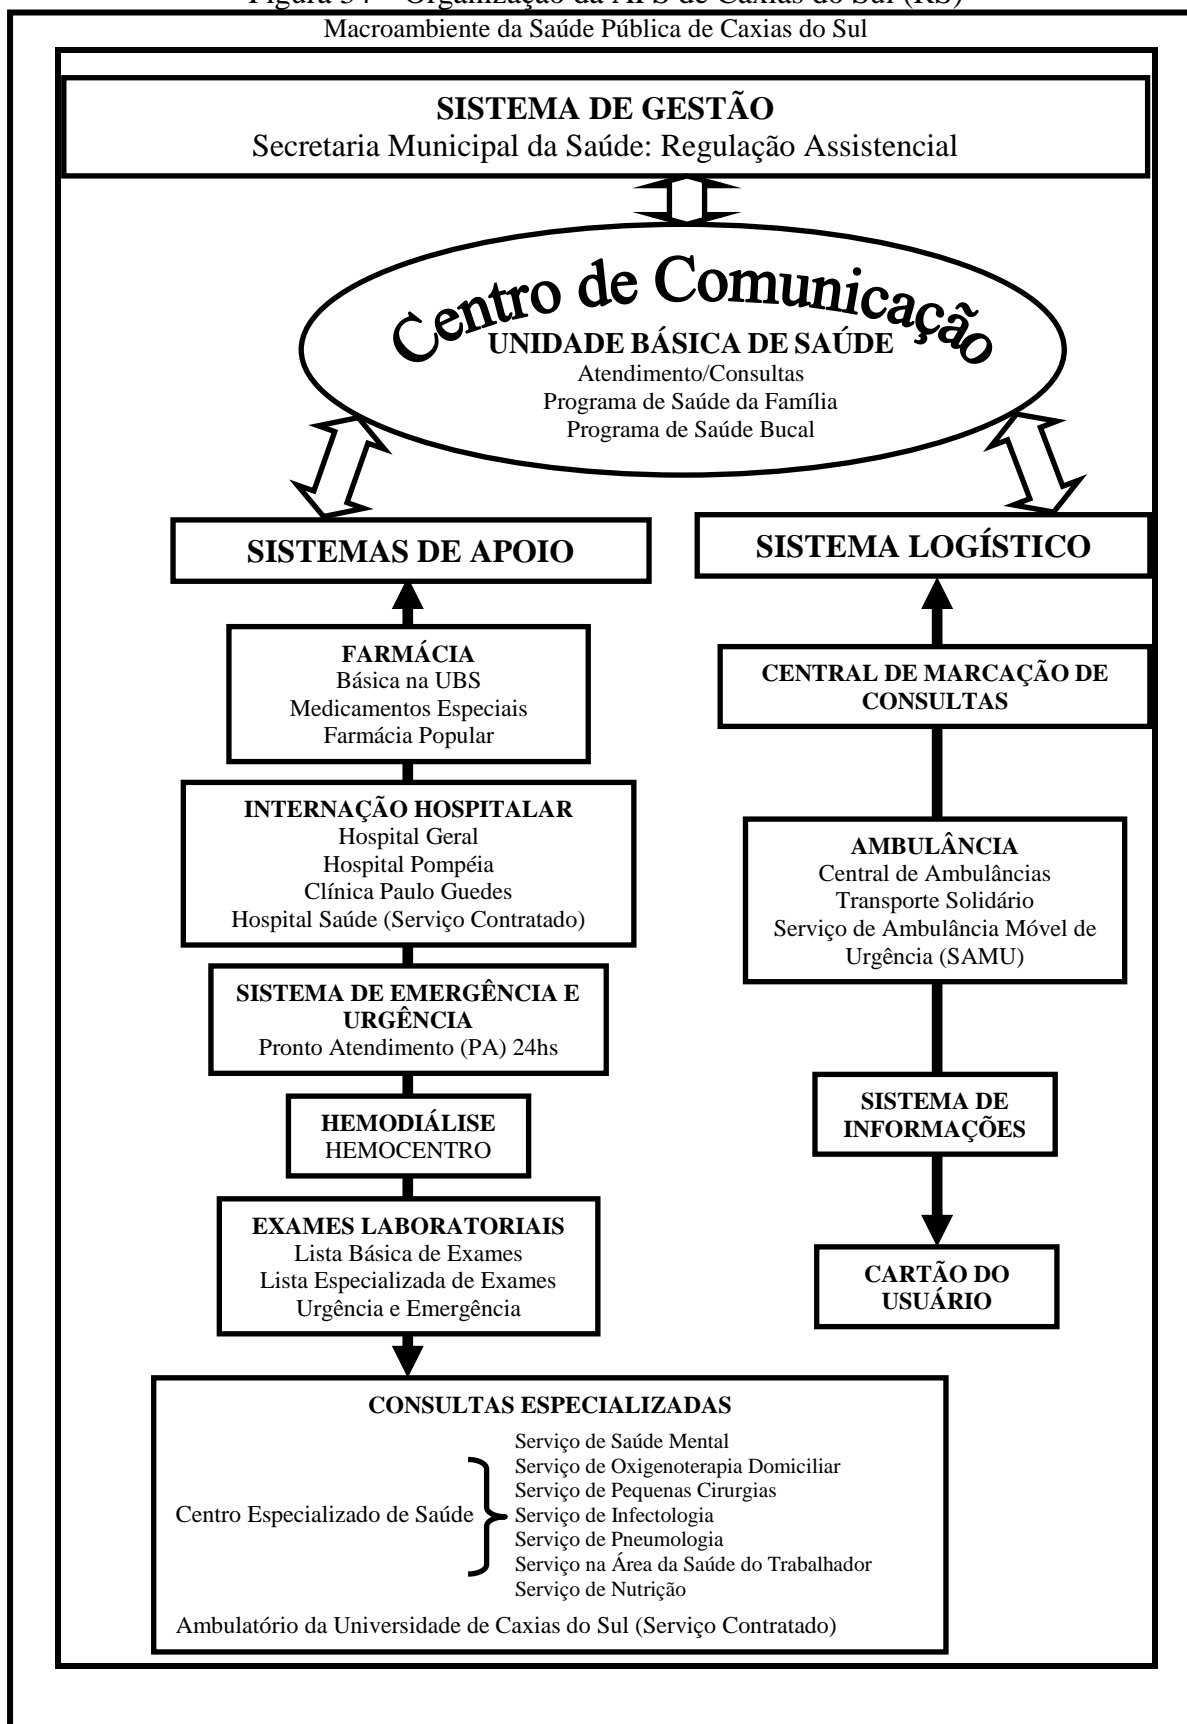 Macroambiente da Saúde Pública de Caxias do Sul
SISTEMA DE GESTÃO
Secretaria Municipal da Saúde: Regulação Assistencial
Centro de Comunicação
UNIDADE BÁSICA DE SAÚDE
Atendimento/Consultas
Programa de Saúde da Família
Programa de Saúde Bucal
SISTEMAS DE APOIO
FARMÁCIA
Básica na UBS
Medicamentos Especiais
Farmácia Popular
INTERNAÇÃO HOSPITALAR
Hospital Geral
Hospital Pompéia
Clínica Paulo Guedes
Hospital Saúde (Serviço Contratado)
SISTEMA DE EMERGÊNCIA E
URGÊNCIA
Pronto Atendimento (PA) 24hs
HEMODIÁLISE
HEMOCENTRO
EXAMES LABORATORIAIS
Lista Básica de Exames
Lista Especializada de Exames
Urgência e Emergência
CONSULTAS ESPECIALIZADAS
Centro Especializado de Saúde
Serviço de Saúde Mental
Serviço de Oxigenoterapia Domiciliar
Serviço de Pequenas Cirurgias
Serviço de Infectologia
Serviço de Pneumologia
Serviço na Área da Saúde do Trabalhador
Serviço de Nutrição
Ambulatório da Universidade de Caxias do Sul (Serviço Contratado)
SISTEMA LOGÍSTICO
CENTRAL DE MARCAÇÃO DE
CONSULTAS
AMBULÂNCIA
Central de Ambulâncias
Transporte Solidário
Serviço de Ambulância Móvel de
Urgência (SAMU)
SISTEMA DE
INFORMAÇÕES
CARTÃO DO
USUÁRIO